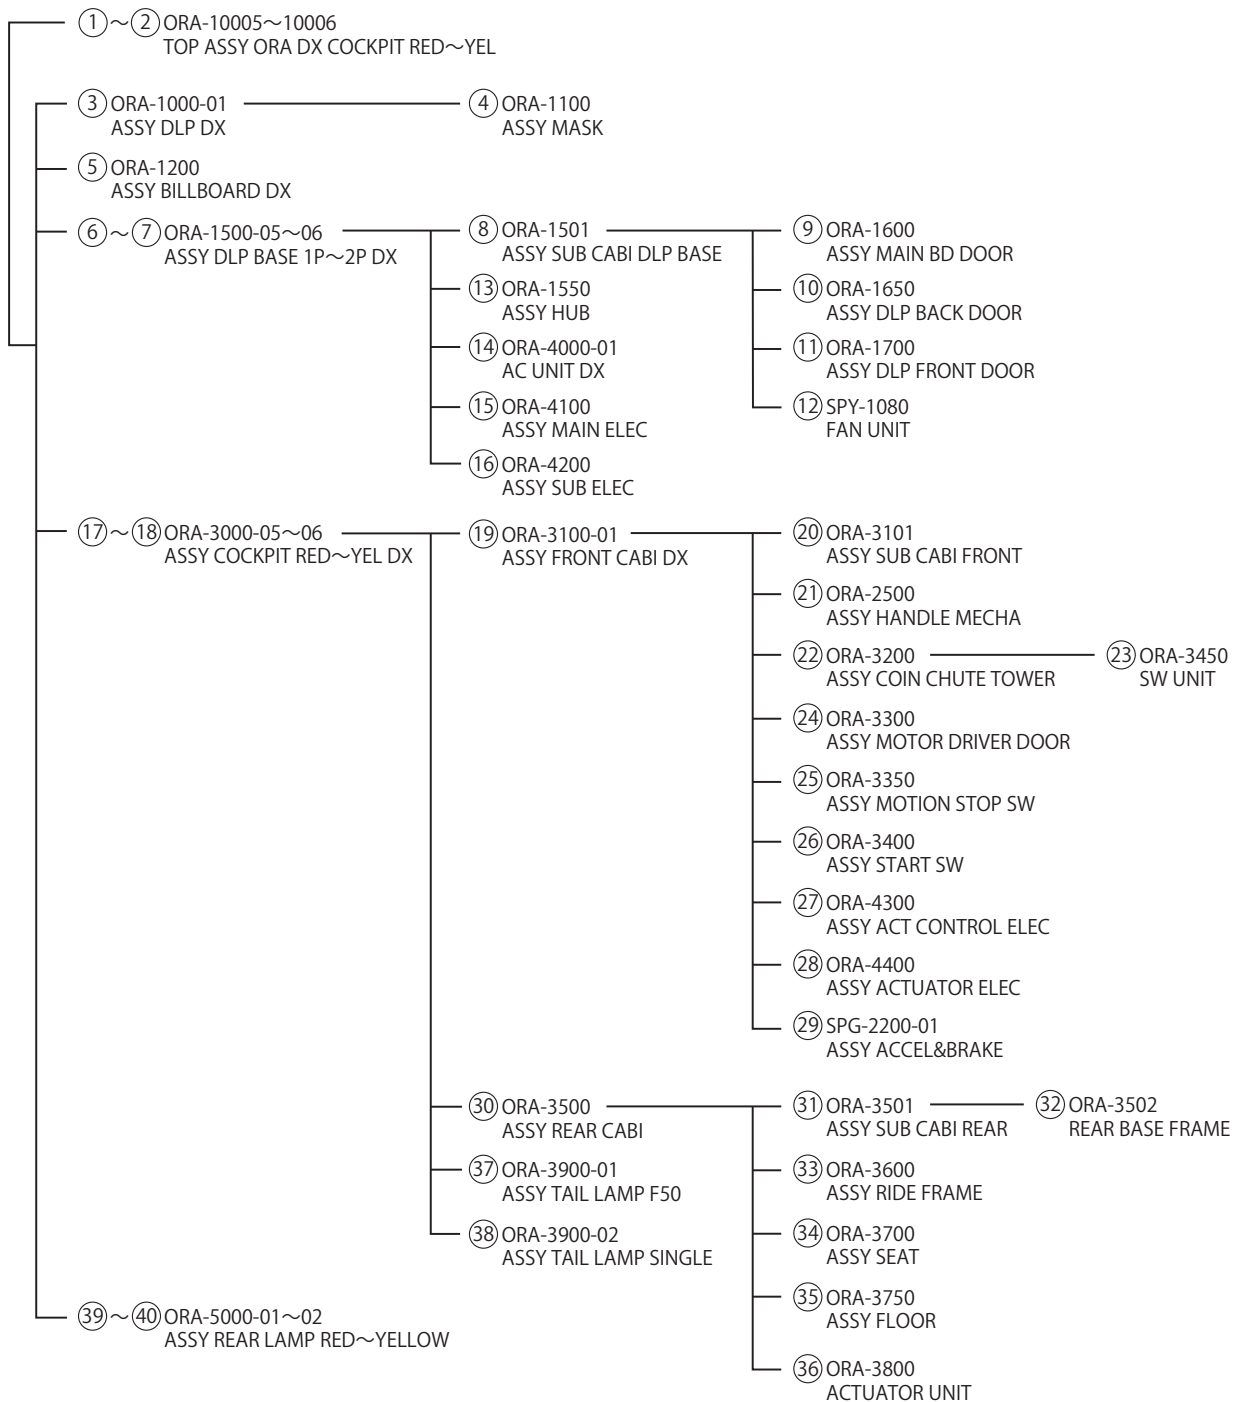 ①～② ORA-10005～10006
TOP ASSY ORA DX COCKPIT RED～YEL
③ ORA-1000-01
ASSY DLP DX
④ ORA-1100
ASSY MASK
⑤ ORA-1200
ASSY BILLBOARD DX
⑥～⑦ ORA-1500-05～06
ASSY DLP BASE 1P～2P DX
⑧ ORA-1501
ASSY SUB CABI DLP BASE
⑨ ORA-1600
ASSY MAIN BD DOOR
⑩ ORA-1650
ASSY DLP BACK DOOR
⑪ ORA-1700
ASSY DLP FRONT DOOR
⑫ SPY-1080
FAN UNIT
⑬ ORA-1550
ASSY HUB
⑭ ORA-4000-01
AC UNIT DX
⑮ ORA-4100
ASSY MAIN ELEC
⑯ ORA-4200
ASSY SUB ELEC
⑰～⑱ ORA-3000-05～06
ASSY COCKPIT RED～YEL DX
⑲ ORA-3100-01
ASSY FRONT CABI DX
⑳ ORA-3101
ASSY SUB CABI FRONT
㉑ ORA-2500
ASSY HANDLE MECHA
㉒ ORA-3200
ASSY COIN CHUTE TOWER
㉓ ORA-3450
SW UNIT
㉔ ORA-3300
ASSY MOTOR DRIVER DOOR
㉕ ORA-3350
ASSY MOTION STOP SW
㉖ ORA-3400
ASSY START SW
㉗ ORA-4300
ASSY ACT CONTROL ELEC
㉘ ORA-4400
ASSY ACTUATOR ELEC
㉙ SPG-2200-01
ASSY ACCEL&BRAKE
㉚ ORA-3500
ASSY REAR CABI
㉛ ORA-3501
ASSY SUB CABI REAR
㉜ ORA-3502
REAR BASE FRAME
㉝ ORA-3600
ASSY RIDE FRAME
㉞ ORA-3700
ASSY SEAT
㉟ ORA-3750
ASSY FLOOR
㊱ ORA-3800
ACTUATOR UNIT
㊲ ORA-3900-01
ASSY TAIL LAMP F50
㊳ ORA-3900-02
ASSY TAIL LAMP SINGLE
㊴～㊵ ORA-5000-01～02
ASSY REAR LAMP RED～YELLOW